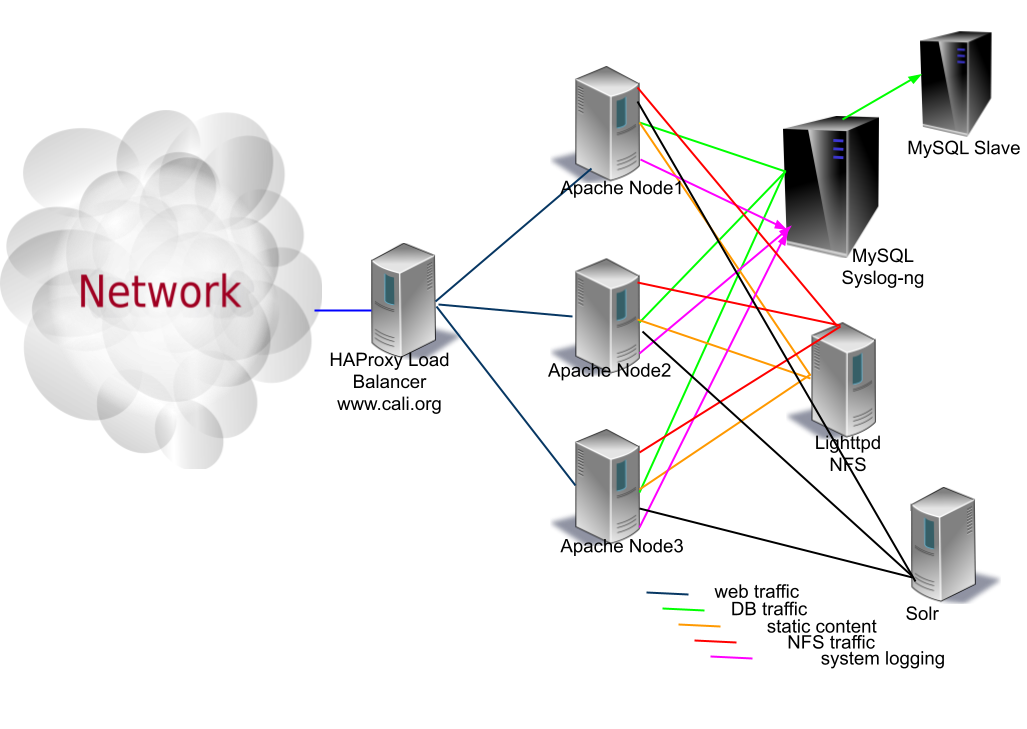 Network
HAProxy Load
Balancer
www.cali.org
Apache Node1
Apache Node2
Apache Node3
MySQL Slave
MySQL
Syslog-ng
Lighttpd
NFS
Solr
web traffic
DB traffic
static content
NFS traffic
system logging